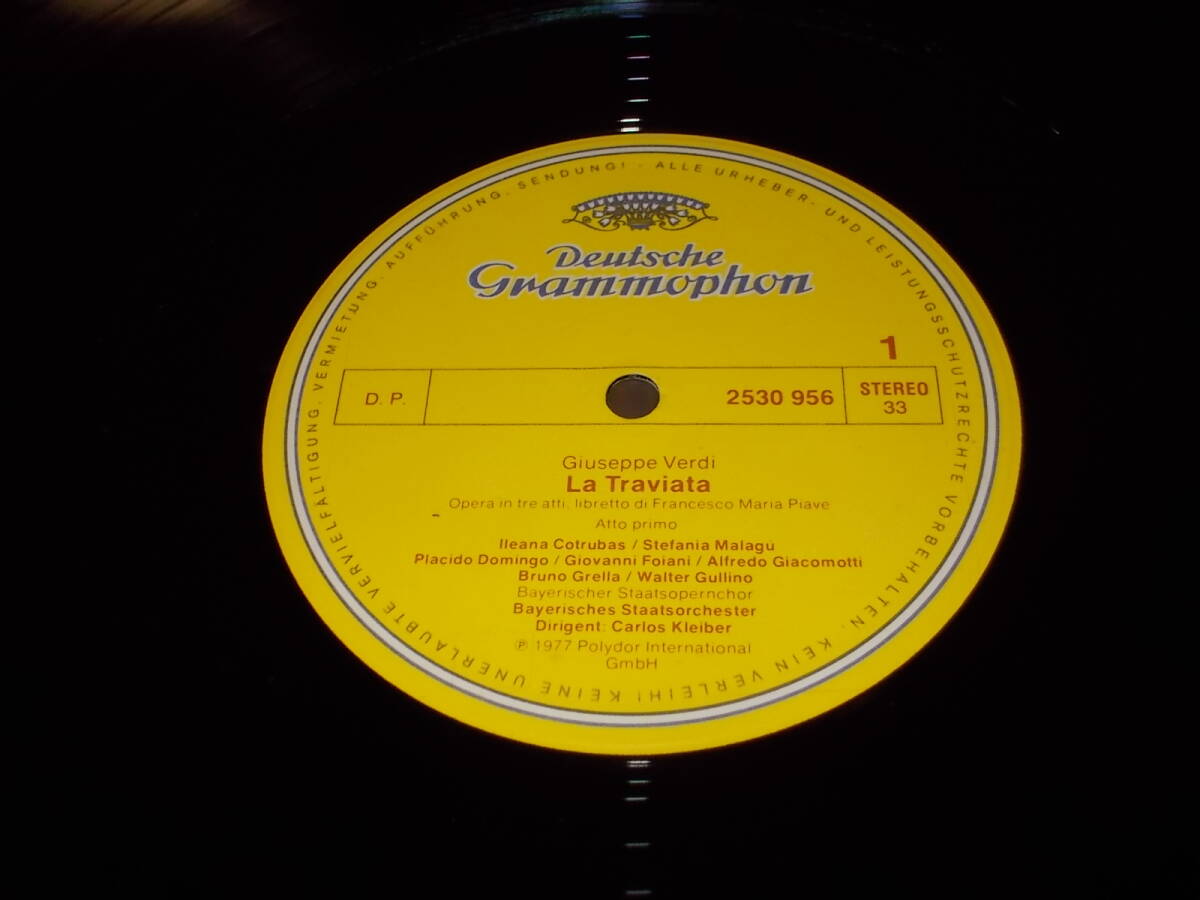 Deutsche
Grammophon
1
D. P.
2530 956
STEREO
33
Giuseppe Verdi
La Traviata
Opera in tre atti, libretto di Francesco Maria Piave
Atto primo
Ileana Cotrubas / Stefania Malagù
Placido Domingo / Giovanni Foiani / Alfredo Giacomotti
Bruno Grella / Walter Gullino
Bayerischer Staatsopernchor
Bayerisches Staatsorchester
Dirigent: Carlos Kleiber
℗ 1977 Polydor International
GmbH
ALLE URHEBER- UND LEISTUNGSSCHUTZRECHTE VORBEHALTEN. KEIN VERLEIH! KEINE UNERLAUBTE VERVIELFÄLTIGUNG, VERMIETUNG, AUFFÜHRUNG, SENDUNG! -